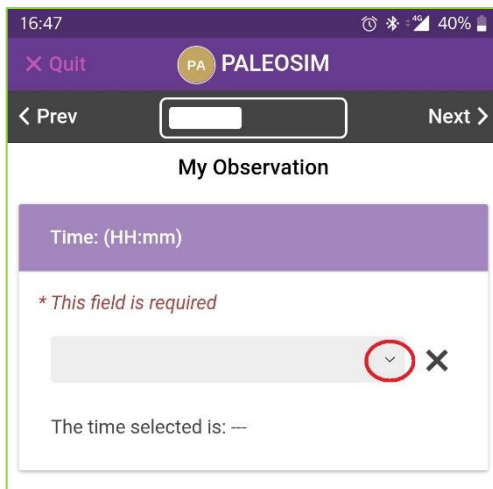 16:47 4G 40%
× Quit PA PALEOSIM
< Prev Next >
My Observation
Time: (HH:mm)
* This field is required
The time selected is: ---